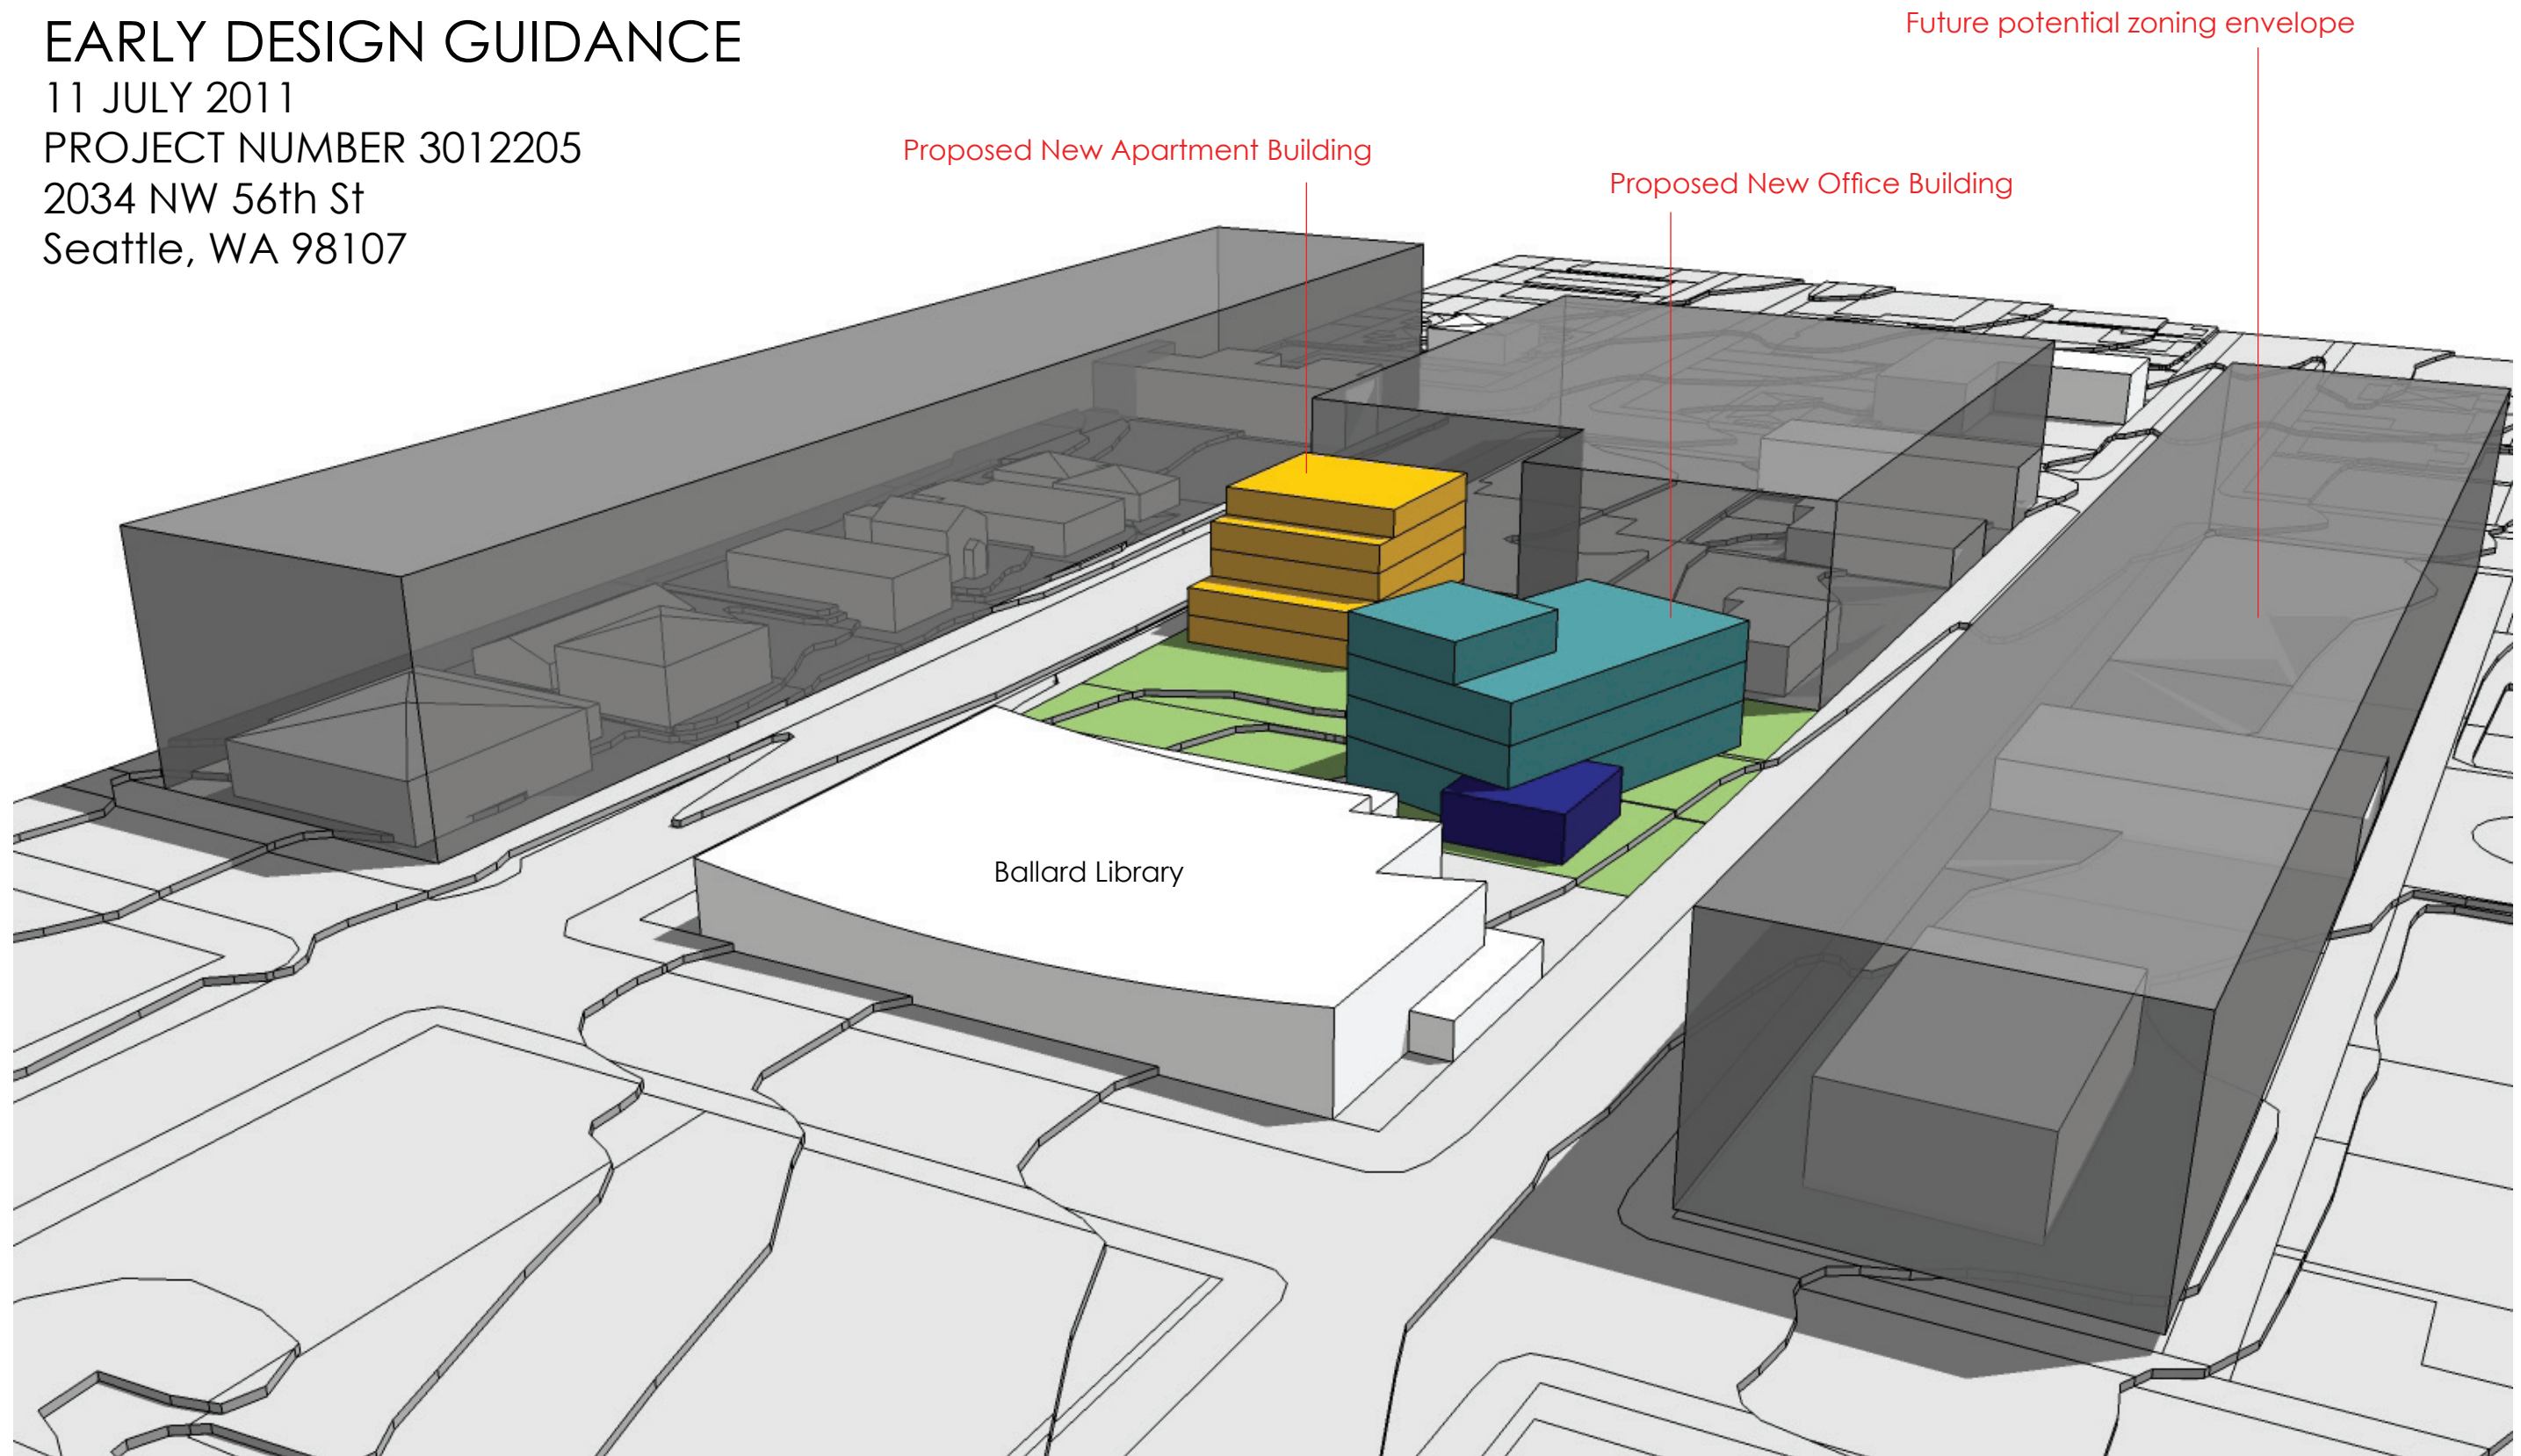 EARLY DESIGN GUIDANCE
11 JULY 2011
PROJECT NUMBER 3012205
2034 NW 56th St
Seattle, WA 98107
Future potential zoning envelope
Proposed New Apartment Building
Proposed New Office Building
Ballard Library